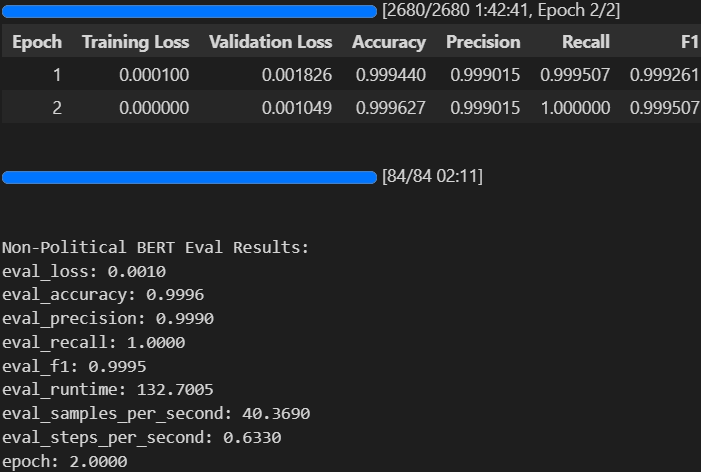 [2680/2680 1:42:41, Epoch 2/2]
Epoch Training Loss Validation Loss Accuracy Precision Recall F1
1 0.000100 0.001826 0.999440 0.999015 0.999507 0.999261
2 0.000000 0.001049 0.999627 0.999015 1.000000 0.999507
[84/84 02:11]
Non-Political BERT Eval Results:
eval_loss: 0.0010
eval_accuracy: 0.9996
eval_precision: 0.9990
eval_recall: 1.0000
eval_f1: 0.9995
eval_runtime: 132.7005
eval_samples_per_second: 40.3690
eval_steps_per_second: 0.6330
epoch: 2.0000